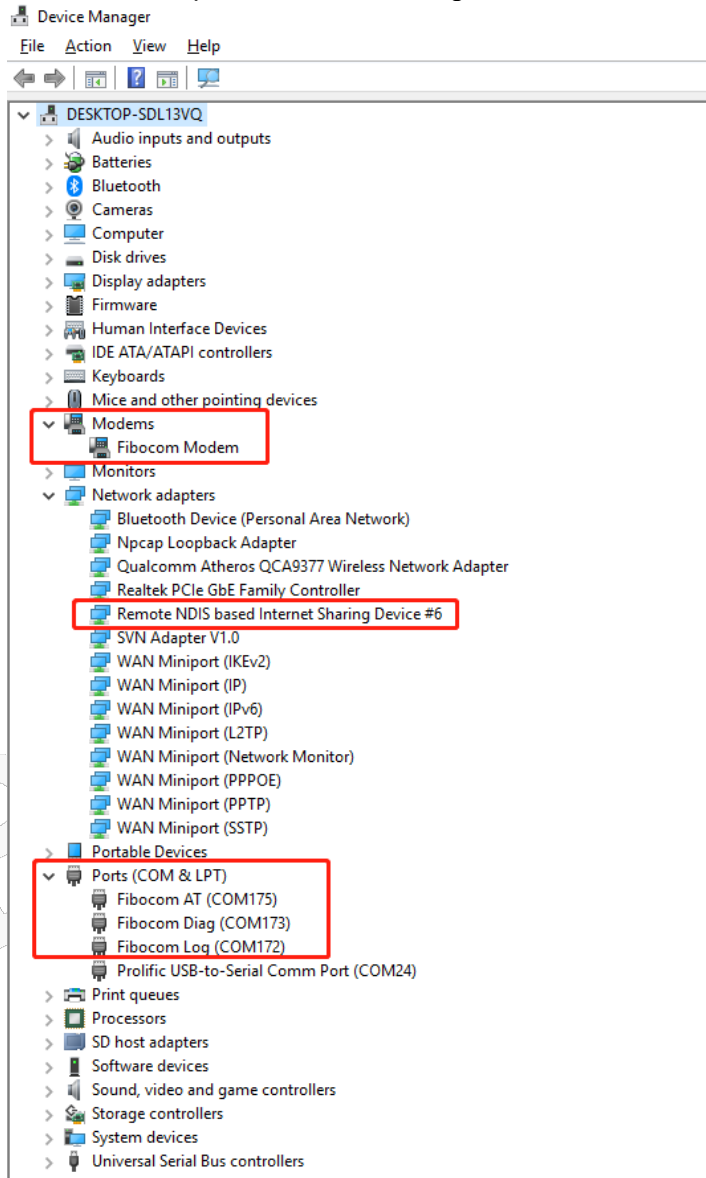 Device Manager
File Action View Help
DESKTOP-SDL13VQ
Audio inputs and outputs
Batteries
Bluetooth
Cameras
Computer
Disk drives
Display adapters
Firmware
Human Interface Devices
IDE ATA/ATAPI controllers
Keyboards
Mice and other pointing devices
Modems
Fibocom Modem
Monitors
Network adapters
Bluetooth Device (Personal Area Network)
Npcap Loopback Adapter
Qualcomm Atheros QCA9377 Wireless Network Adapter
Realtek PCIe GbE Family Controller
Remote NDIS based Internet Sharing Device #6
SVN Adapter V1.0
WAN Miniport (IKEv2)
WAN Miniport (IP)
WAN Miniport (IPv6)
WAN Miniport (L2TP)
WAN Miniport (Network Monitor)
WAN Miniport (PPPOE)
WAN Miniport (PPTP)
WAN Miniport (SSTP)
Portable Devices
Ports (COM & LPT)
Fibocom AT (COM175)
Fibocom Diag (COM173)
Fibocom Log (COM172)
Prolific USB-to-Serial Comm Port (COM24)
Print queues
Processors
SD host adapters
Software devices
Sound, video and game controllers
Storage controllers
System devices
Universal Serial Bus controllers